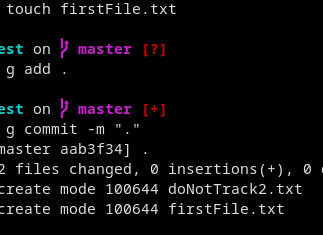 touch firstFile.txt
est on master [?]
g add .
est on master [+]
g commit -m "."
master aab3f34] .
2 files changed, 0 insertions(+), 0
create mode 100644 doNotTrack2.txt
create mode 100644 firstFile.txt